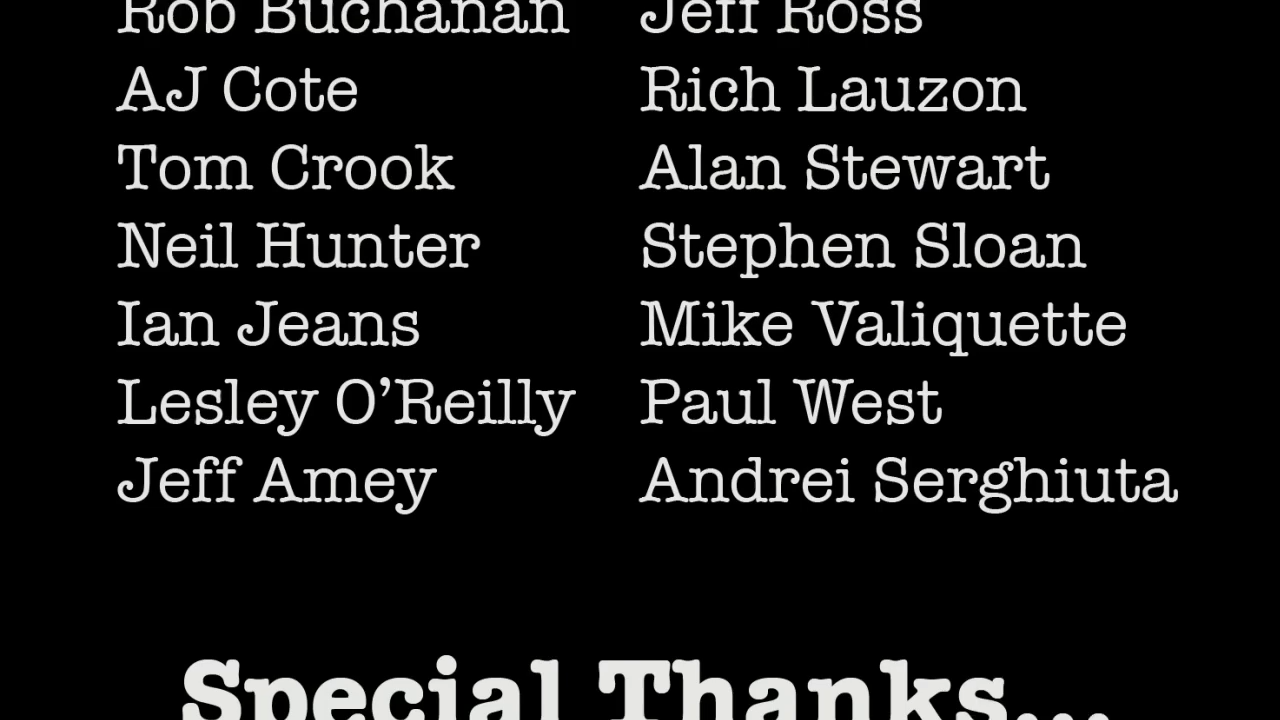 Rob Buchanan Jeff Ross
AJ Cote Rich Lauzon
Tom Crook Alan Stewart
Neil Hunter Stephen Sloan
Ian Jeans Mike Valiquette
Lesley O’Reilly Paul West
Jeff Amey Andrei Serghiuta
Special Thanks...